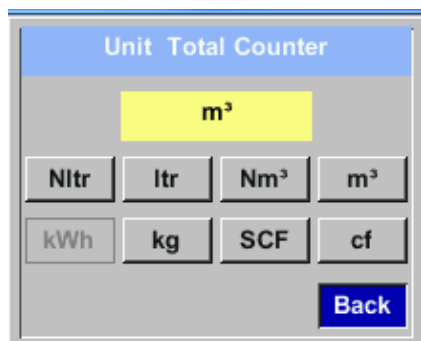 Unit Total Counter
m³
Nltr ltr Nm³ m³
kWh kg SCF cf
Back